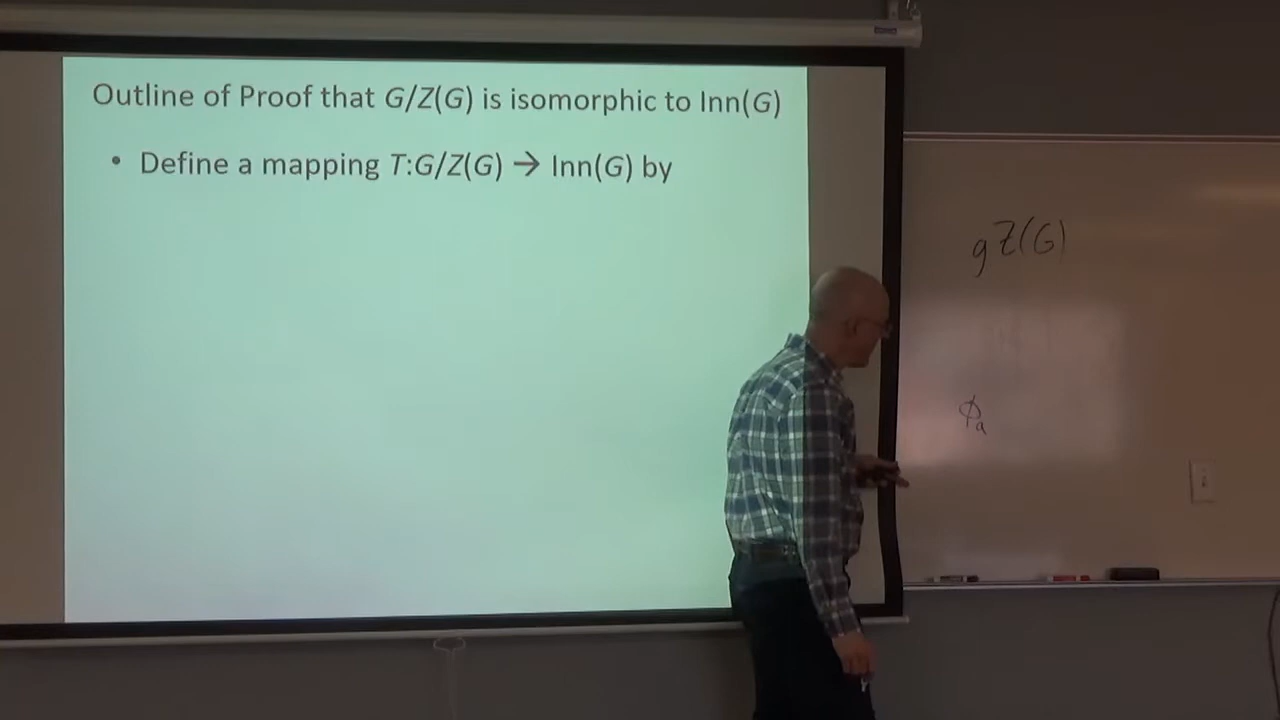 Outline of Proof that G/Z(G) is isomorphic to Inn(G)
• Define a mapping T:G/Z(G) → Inn(G) by
gZ(G)
ϕₐ